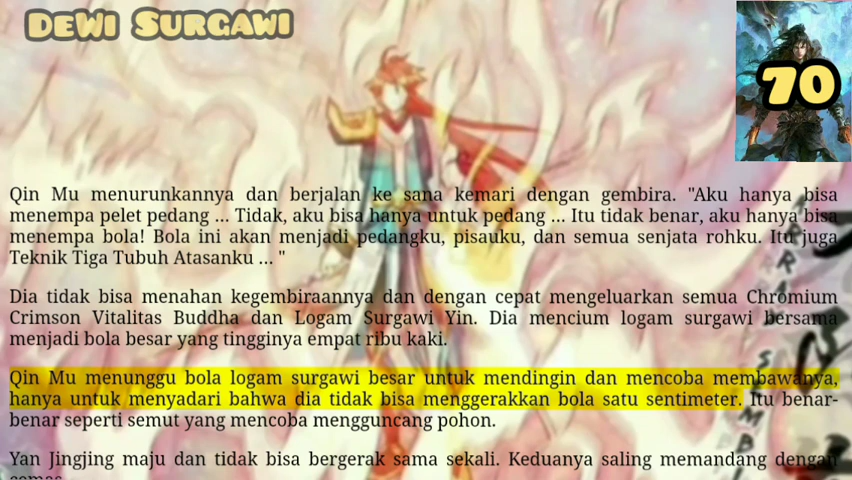 DEWI SURGAWI
70
Qin Mu menurunkannya dan berjalan ke sana kemari dengan gembira. "Aku hanya bisa
menempa pelet pedang ... Tidak, aku bisa hanya untuk pedang ... Itu tidak benar, aku hanya bisa
menempa bola! Bola ini akan menjadi pedangku, pisauku, dan semua senjata rohku. Itu juga
Teknik Tiga Tubuh Atasanku ... "
Dia tidak bisa menahan kegembiraannya dan dengan cepat mengeluarkan semua Chromium
Crimson Vitalitas Buddha dan Logam Surgawi Yin. Dia mencium logam surgawi bersama
menjadi bola besar yang tingginya empat ribu kaki.
Qin Mu menunggu bola logam surgawi besar untuk mendingin dan mencoba membawanya,
hanya untuk menyadari bahwa dia tidak bisa menggerakkan bola satu sentimeter. Itu benar-
benar seperti semut yang mencoba mengguncang pohon.
Yan Jingjing maju dan tidak bisa bergerak sama sekali. Keduanya saling memandang dengan